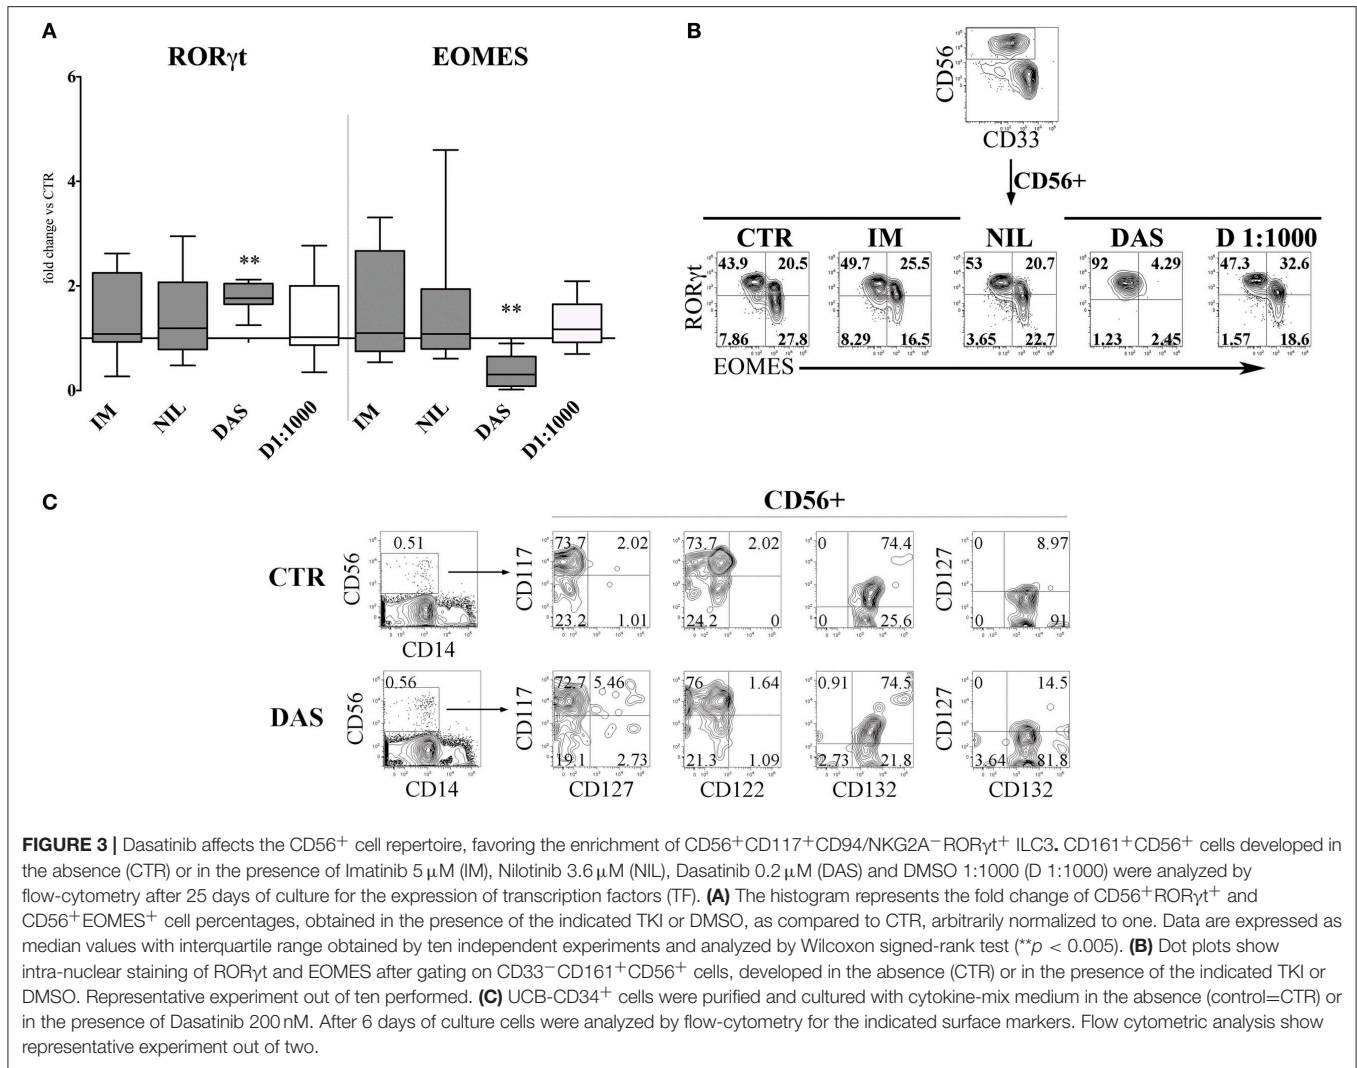 A
RORγt EOMES
fold change vs CTR
6
4
2
0
** **
IM NIL DAS D1:1000 IM NIL DAS D1:1000
B
CD56
CD33
CD56+
CTR IM NIL DAS D 1:1000
RORγt
43.9 20.5 49.7 25.5 53 20.7 92 4.29 47.3 32.6
7.86 27.8 8.29 16.5 3.65 22.7 1.23 2.45 1.57 18.6
EOMES
C
CD56+
CTR
CD56
0.51
CD14
CD117
73.7 2.02
23.2 1.01
CD117
73.7 2.02
24.2 0
0 74.4
0 25.6
CD127
0 8.97
0 91
DAS
CD56
0.56
CD14
CD117
72.7 5.46
19.1 2.73
CD127
CD117
76 1.64
21.3 1.09
CD122
0.91 74.5
2.73 21.8
CD132
CD127
0 14.5
3.64 81.8
CD132
FIGURE 3 | Dasatinib affects the CD56+ cell repertoire, favoring the enrichment of CD56+CD117+CD94/NKG2A−RORγt+ ILC3. CD161+CD56+ cells developed in
the absence (CTR) or in the presence of Imatinib 5 μM (IM), Nilotinib 3.6 μM (NIL), Dasatinib 0.2 μM (DAS) and DMSO 1:1000 (D 1:1000) were analyzed by
flow-cytometry after 25 days of culture for the expression of transcription factors (TF). (A) The histogram represents the fold change of CD56+RORγt+ and
CD56+EOMES+ cell percentages, obtained in the presence of the indicated TKI or DMSO, as compared to CTR, arbitrarily normalized to one. Data are expressed as
median values with interquartile range obtained by ten independent experiments and analyzed by Wilcoxon signed-rank test (**p < 0.005). (B) Dot plots show
intra-nuclear staining of RORγt and EOMES after gating on CD33−CD161+CD56+ cells, developed in the absence (CTR) or in the presence of the indicated TKI or
DMSO. Representative experiment out of ten performed. (C) UCB-CD34+ cells were purified and cultured with cytokine-mix medium in the absence (control=CTR) or
in the presence of Dasatinib 200 nM. After 6 days of culture cells were analyzed by flow-cytometry for the indicated surface markers. Flow cytometric analysis show
representative experiment out of two.